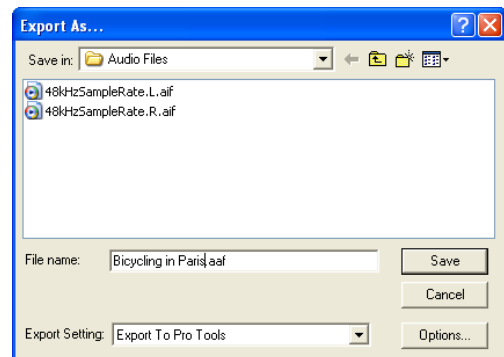 Export As...
Save in: Audio Files
48kHzSampleRate.L.aif
48kHzSampleRate.R.aif
File name: Bicycling in Paris.aaf Save
Cancel
Export Setting: Export To Pro Tools Options...